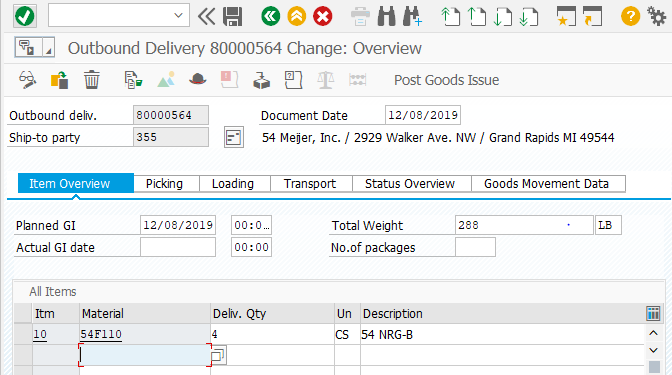 Outbound Delivery 80000564 Change: Overview
Post Goods Issue
Outbound deliv. 80000564 Document Date 12/08/2019
Ship-to party 355 54 Meijer, Inc. / 2929 Walker Ave. NW / Grand Rapids MI 49544
Item Overview Picking Loading Transport Status Overview Goods Movement Data
Planned GI 12/08/2019 00:0… Total Weight 288 LB
Actual GI date 00:00 No.of packages
All Items
Itm Material Deliv. Qty Un Description
10 54F110 4 CS 54 NRG-B